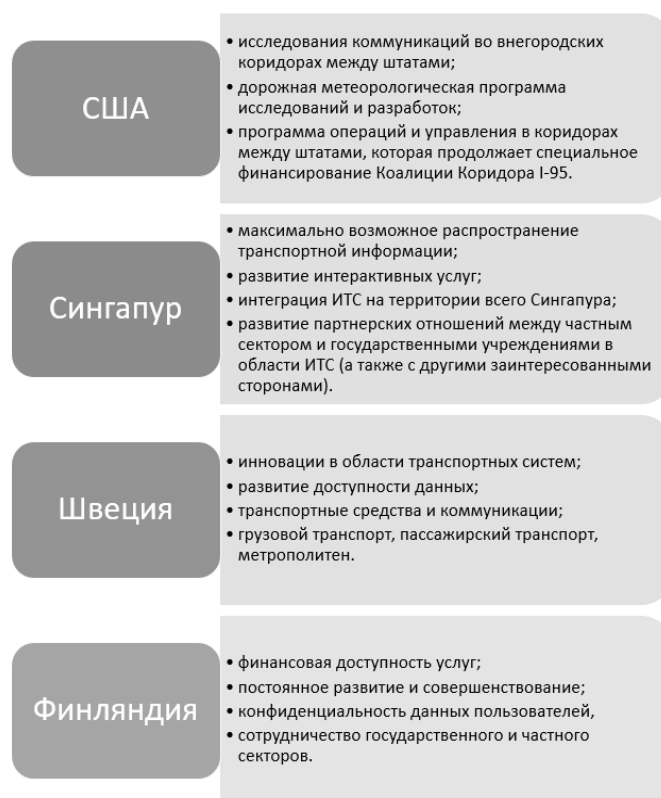 США
• исследования коммуникаций во внегородских
коридорах между штатами;
• дорожная метеорологическая программа
исследований и разработок;
• программа операций и управления в коридорах
между штатами, которая продолжает специальное
финансирование Коалиции Коридора I-95.
Сингапур
• максимально возможное распространение
транспортной информации;
• развитие интерактивных услуг;
• интеграция ИТС на территории всего Сингапура;
• развитие партнерских отношений между частным
сектором и государственными учреждениями в
области ИТС (а также с другими заинтересованными
сторонами).
Швеция
• инновации в области транспортных систем;
• развитие доступности данных;
• транспортные средства и коммуникации;
• грузовой транспорт, пассажирский транспорт,
метрополитен.
Финляндия
• финансовая доступность услуг;
• постоянное развитие и совершенствование;
• конфиденциальность данных пользователей,
• сотрудничество государственного и частного
секторов.